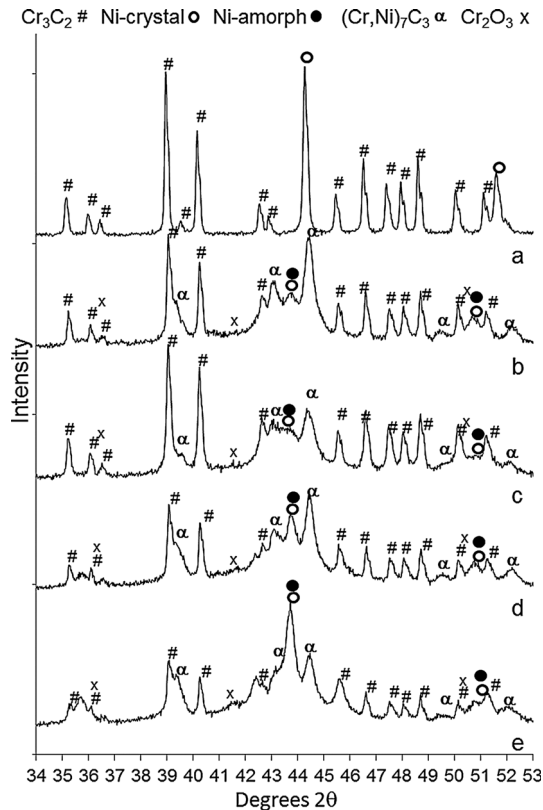 Cr3C2 # Ni-crystal o Ni-amorph ● (Cr,Ni)7C3 α Cr2O3 x
# # # # # # # # # # # # # # # #
a
# # x # # α # x # α α # # # # # x # α # α
b
# # x # # α # x # α α # # # # # x α # α
c
# x # # α # x # α α # # # # α x # # α
d
# x # # α # x # α α # # # # # α x # # α
e
Intensity
34 35 36 37 38 39 40 41 42 43 44 45 46 47 48 49 50 51 52 53
Degrees 2θ